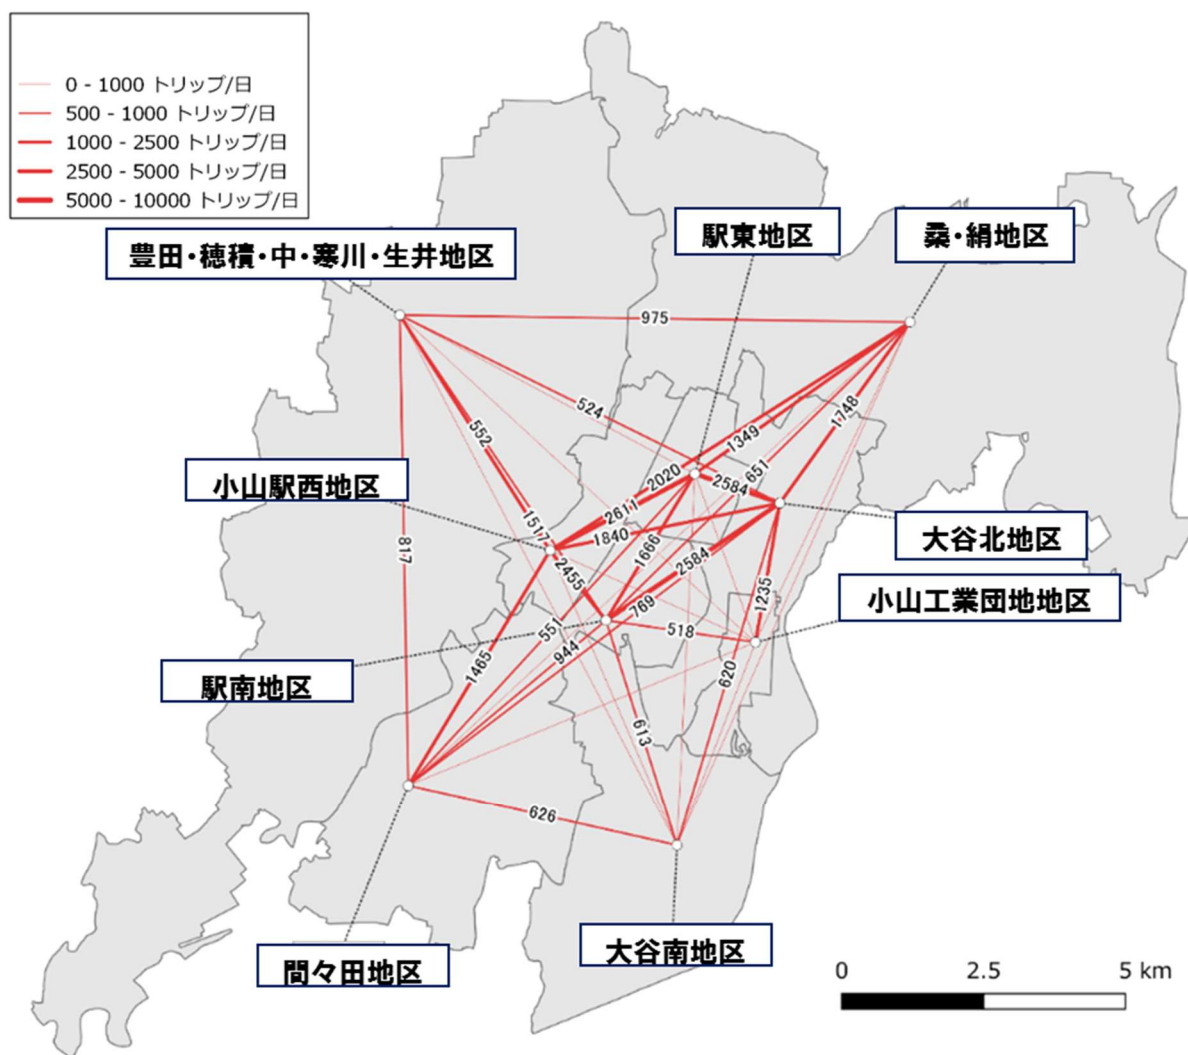 0 - 1000 トリップ/日
500 - 1000 トリップ/日
1000 - 2500 トリップ/日
2500 - 5000 トリップ/日
5000 - 10000 トリップ/日
駅東地区
桑・絹地区
豊田・穂積・中・寒川・生井地区
975
524
552
1349
1748
小山駅西地区
2020
651
2584
2611
1517
1840
大谷北地区
817
1666
2455
2584
小山工業団地地区
1235
769
551
518
944
駅南地区
1465
620
613
626
間々田地区
大谷南地区
0 2.5 5 km